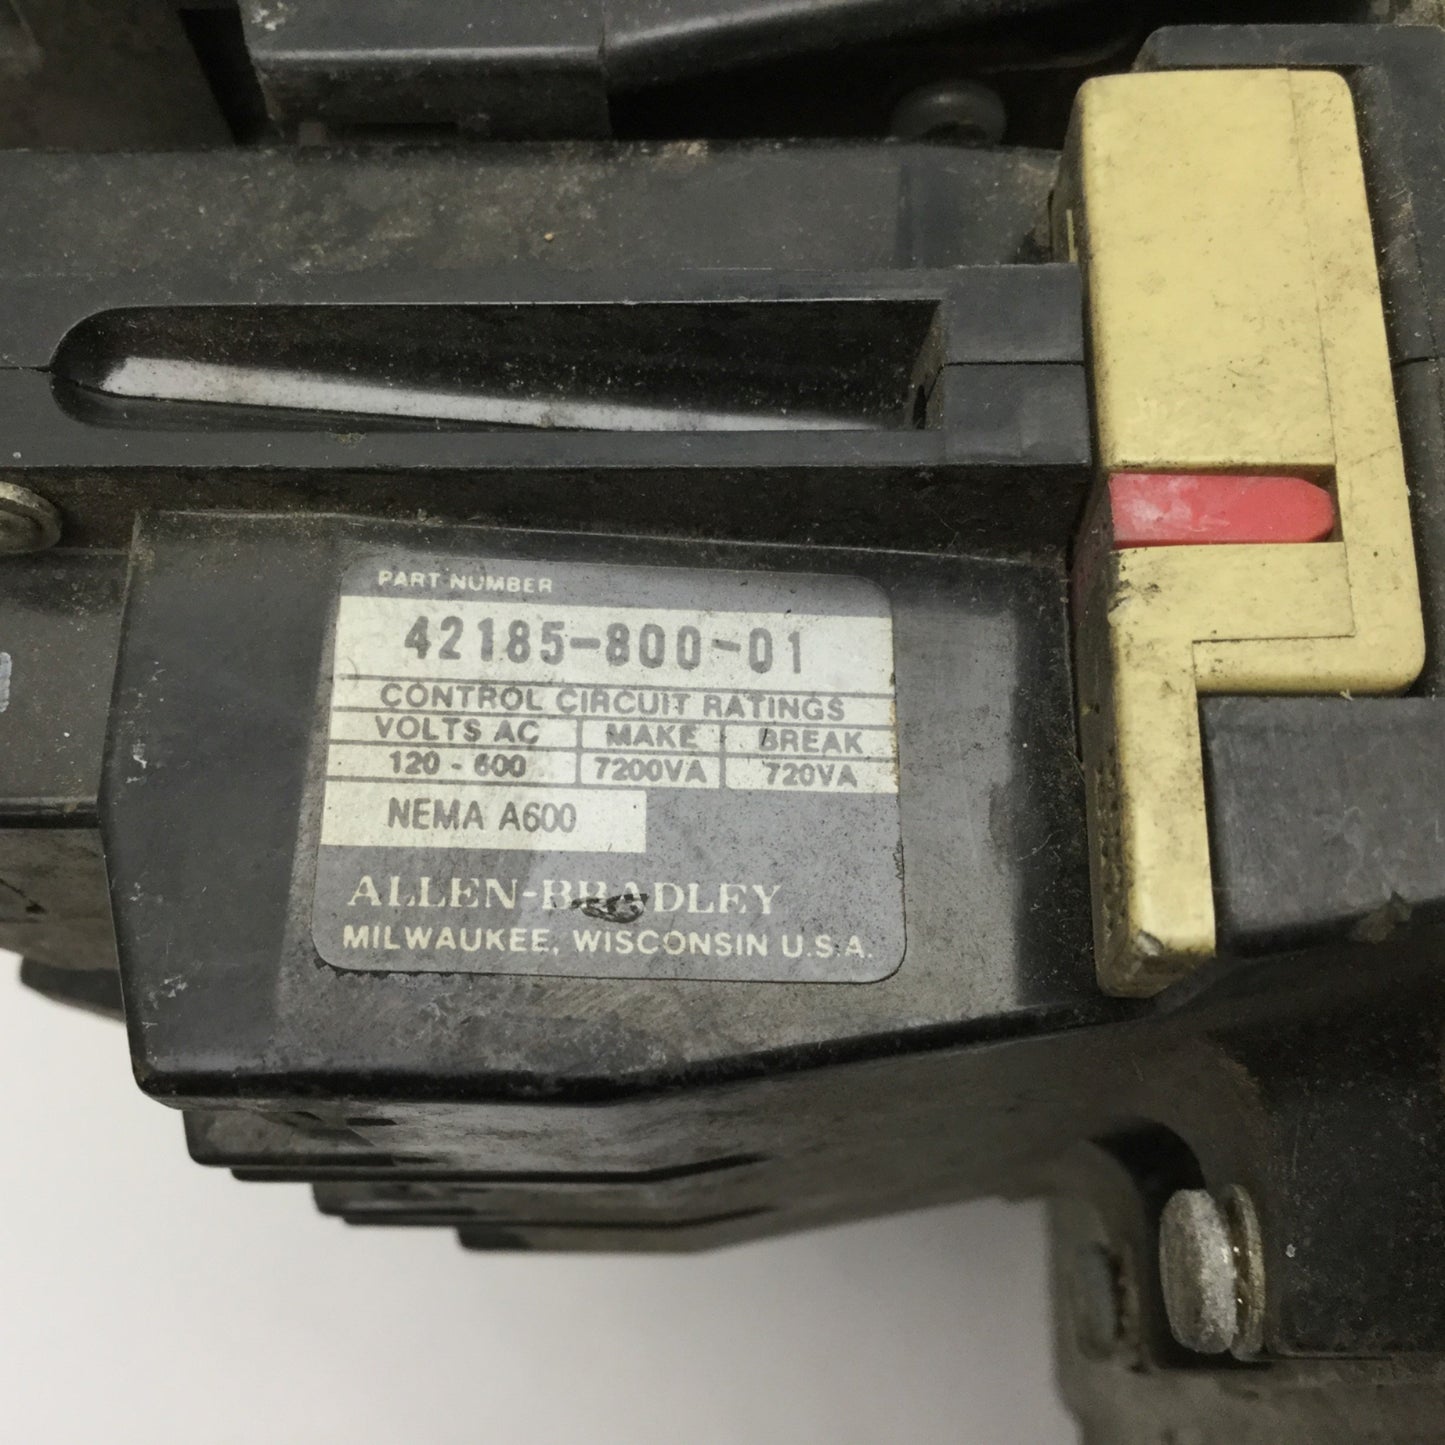 PART NUMBER
42185-800-01
CONTROL CIRCUIT RATINGS
VOLTS AC MAKE BREAK
120 - 600 7200VA 720VA
NEMA A600
ALLEN-BRADLEY
MILWAUKEE, WISCONSIN U.S.A.